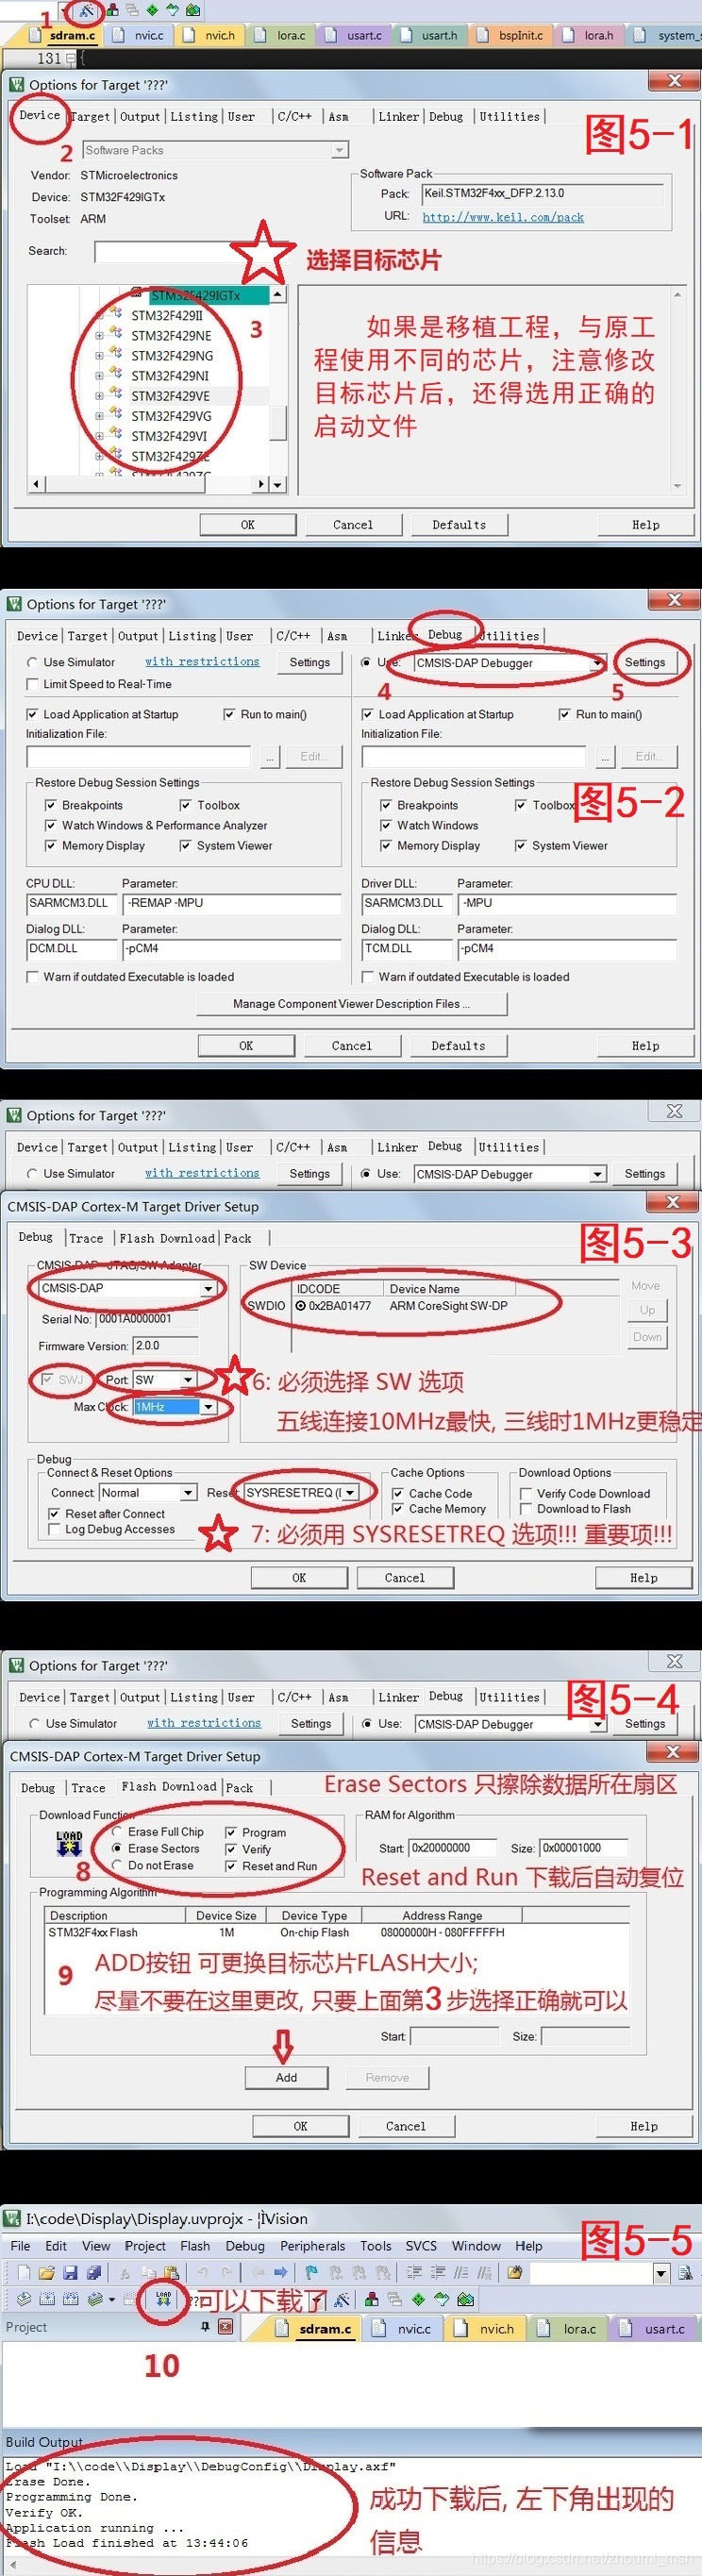 1
sdram.c nvic.c nvic.h lora.c usart.c usart.h bspInit.c lora.h system_s
131 {
Options for Target '???'
Device Target Output Listing User C/C++ Asm Linker Debug Utilities
图5-1
2
Software Packs
Vendor: STMicroelectronics
Device: STM32F429IGTx
Toolset: ARM
Software Pack
Pack: Keil.STM32F4xx_DFP.2.13.0
URL: http://www.keil.com/pack
Search:
选择目标芯片
STM32F429IGTx
STM32F429II
STM32F429NE
STM32F429NG
STM32F429NI
STM32F429VE
STM32F429VG
STM32F429VI
STM32F429ZE
STM32F429ZG
3
如果是移植工程，与原工
程使用不同的芯片，注意修改
目标芯片后，还得选用正确的
启动文件
OK Cancel Defaults Help
Options for Target '???'
Device Target Output Listing User C/C++ Asm Linker Debug Utilities
Use Simulator with restrictions Settings
Use: CMSIS-DAP Debugger Settings
4 5
Limit Speed to Real-Time
Load Application at Startup Run to main()
Load Application at Startup Run to main()
Initialization File:
Initialization File:
... Edit...
... Edit...
图5-2
Restore Debug Session Settings
Breakpoints Toolbox
Watch Windows & Performance Analyzer
Memory Display System Viewer
Restore Debug Session Settings
Breakpoints Toolbox
Watch Windows
Memory Display System Viewer
CPU DLL: Parameter:
SARMCM3.DLL -REMAP -MPU
Dialog DLL: Parameter:
DCM.DLL -pCM4
Driver DLL: Parameter:
SARMCM3.DLL -MPU
Dialog DLL: Parameter:
TCM.DLL -pCM4
Warn if outdated Executable is loaded
Warn if outdated Executable is loaded
Manage Component Viewer Description Files ...
OK Cancel Defaults Help
Options for Target '???'
Device Target Output Listing User C/C++ Asm Linker Debug Utilities
Use Simulator with restrictions Settings Use: CMSIS-DAP Debugger Settings
CMSIS-DAP Cortex-M Target Driver Setup
Debug Trace Flash Download Pack
图5-3
CMSIS-DAP - JTAG/SW Adapter
CMSIS-DAP
Serial No: 0001A0000001
Firmware Version: 2.0.0
SWJ Port: SW
Max Clock: 1MHz
SW Device
IDCODE Device Name
SWDIO 0x2BA01477 ARM CoreSight SW-DP
Move
Up
Down
6: 必须选择 SW 选项
五线连接10MHz最快, 三线时1MHz更稳定
Debug
Connect & Reset Options
Connect: Normal Reset: SYSRESETREQ (I
Reset after Connect
Log Debug Accesses
Cache Options
Cache Code
Cache Memory
Download Options
Verify Code Download
Download to Flash
7: 必须用 SYSRESETREQ 选项!!! 重要项!!!
OK Cancel Help
Options for Target '???'
Device Target Output Listing User C/C++ Asm Linker Debug Utilities
图5-4
Use Simulator with restrictions Settings Use: CMSIS-DAP Debugger Settings
CMSIS-DAP Cortex-M Target Driver Setup
Debug Trace Flash Download Pack
Erase Sectors 只擦除数据所在扇区
Download Function
LOAD
8
Erase Full Chip Program
Erase Sectors Verify
Do not Erase Reset and Run
RAM for Algorithm
Start: 0x20000000 Size: 0x00001000
Reset and Run 下载后自动复位
Programming Algorithm
Description Device Size Device Type Address Range
STM32F4xx Flash 1M On-chip Flash 08000000H - 080FFFFFH
9
ADD按钮 可更换目标芯片FLASH大小;
尽量不要在这里更改, 只要上面第3步选择正确就可以
Start: Size:
Add Remove
OK Cancel Help
I:\code\Display\Display.uvprojx - ¦ÌVision
图5-5
File Edit View Project Flash Debug Peripherals Tools SVCS Window Help
LOAD
可以下载了
Project
sdram.c nvic.c nvic.h lora.c usart.c
10
Build Output
Load "I:\\code\\Display\\DebugConfig\\Display.axf"
Erase Done.
Programming Done.
Verify OK.
Application running ...
Flash Load finished at 13:44:06
成功下载后, 左下角出现的
信息
https://blog.csdn.net/zhoumi_msn